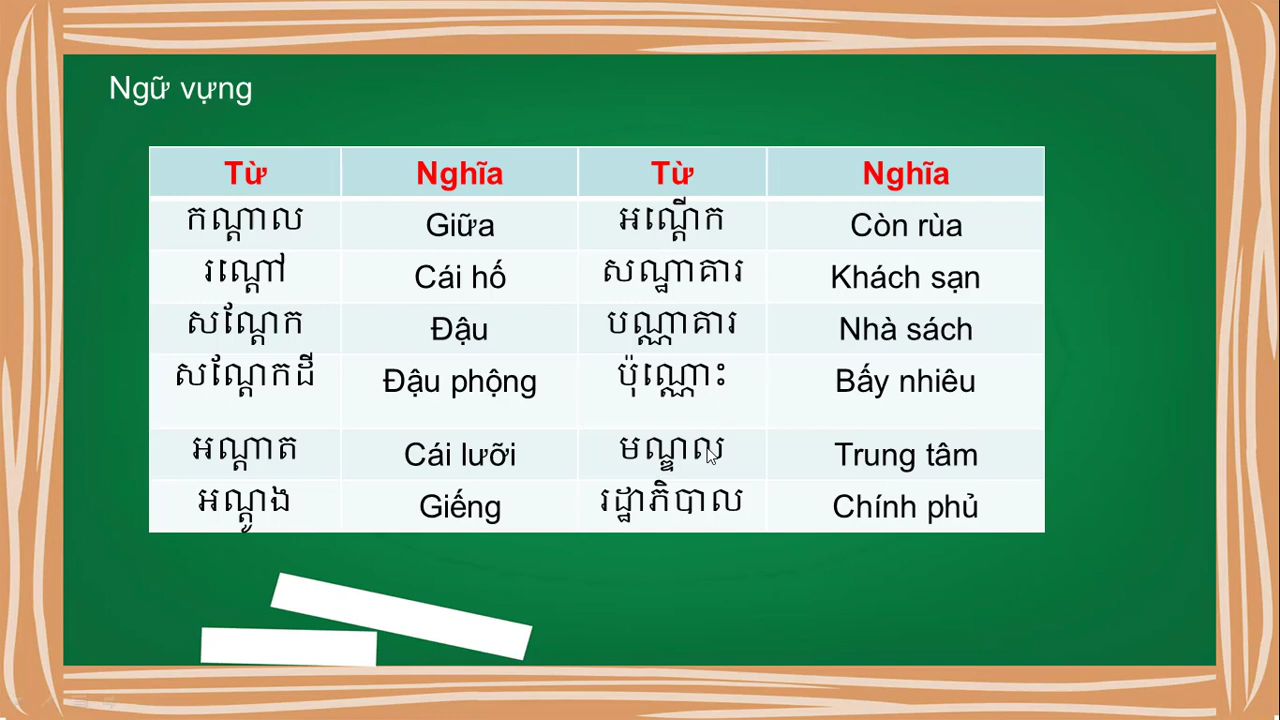 Ngữ vựng
Từ Nghĩa Từ Nghĩa
កណ្ដាល Giữa អណ្ដើក Còn rùa
រណ្ដៅ Cái hố សណ្ឋាគារ Khách sạn
សណ្ដែក Đậu បណ្ណាគារ Nhà sách
សណ្ដែកដី Đậu phộng ប៉ុណ្ណោះ Bấy nhiêu
អណ្ដាត Cái lưỡi មណ្ឌល Trung tâm
អណ្ដូង Giếng រដ្ឋាភិបាល Chính phủ